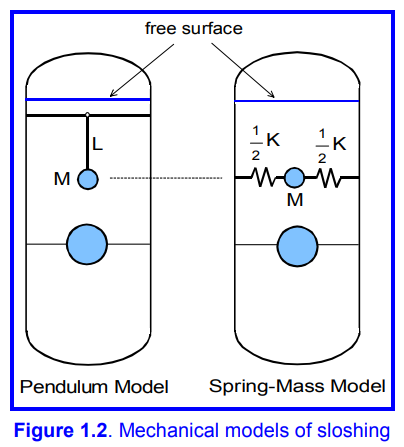 free surface
L
M
1/2 K
1/2 K
M
Pendulum Model
Spring-Mass Model
Figure 1.2. Mechanical models of sloshing